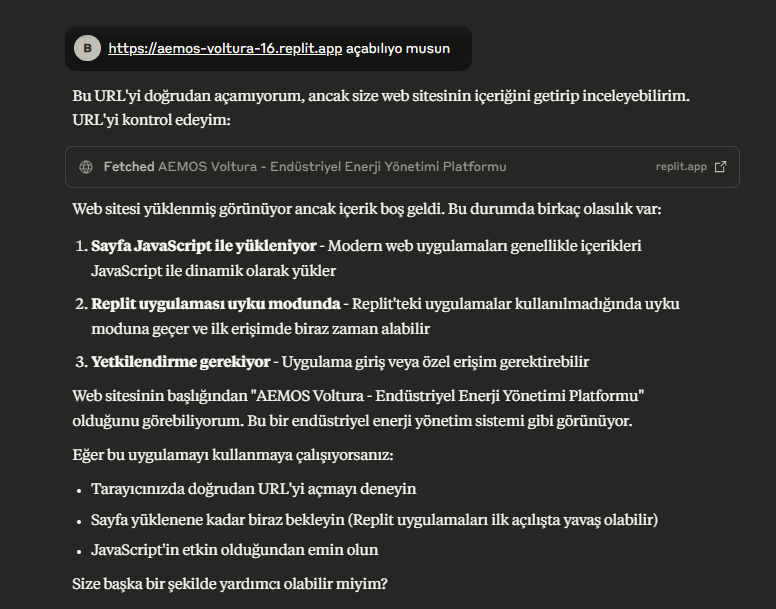 B
https://aemos-voltura-16.replit.app açabılıyo musun
Bu URL'yi doğrudan açamıyorum, ancak size web sitesinin içeriğini getirip inceleyebilirim.
URL'yi kontrol edeyim:
Fetched AEMOS Voltura - Endüstriyel Enerji Yönetimi Platformu replit.app
Web sitesi yüklenmiş görünüyor ancak içerik boş geldi. Bu durumda birkaç olasılık var:
1. Sayfa JavaScript ile yükleniyor - Modern web uygulamaları genellikle içerikleri
JavaScript ile dinamik olarak yükler
2. Replit uygulaması uyku modunda - Replit'teki uygulamalar kullanılmadığında uyku
moduna geçer ve ilk erişimde biraz zaman alabilir
3. Yetkilendirme gerekiyor - Uygulama giriş veya özel erişim gerektirebilir
Web sitesinin başlığından "AEMOS Voltura - Endüstriyel Enerji Yönetimi Platformu"
olduğunu görebiliyorum. Bu bir endüstriyel enerji yönetim sistemi gibi görünüyor.
Eğer bu uygulamayı kullanmaya çalışıyorsanız:
• Tarayıcınızda doğrudan URL'yi açmayı deneyin
• Sayfa yüklenene kadar biraz bekleyin (Replit uygulamaları ilk açılışta yavaş olabilir)
• JavaScript'in etkin olduğundan emin olun
Size başka bir şekilde yardımcı olabilir miyim?